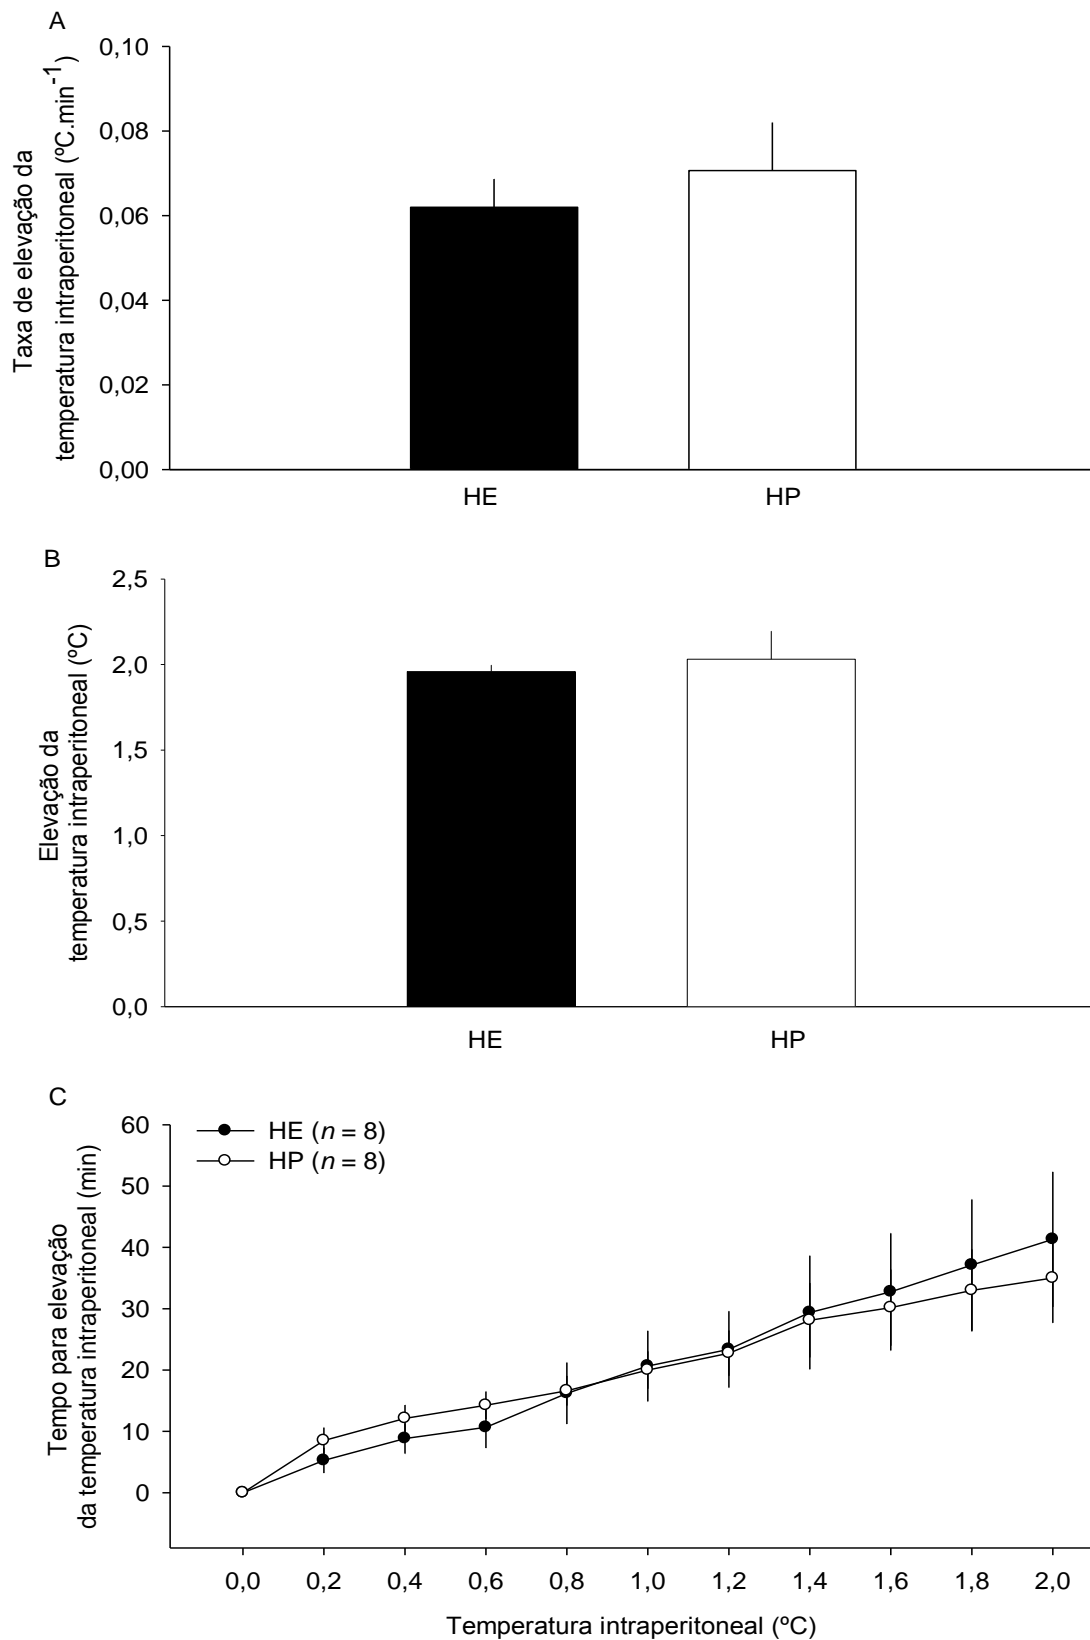 A
Taxa de elevação da
temperatura intraperitoneal (ºC.min-1)
0,10
0,08
0,06
0,04
0,02
0,00
HE
HP
B
Elevação da
temperatura intraperitoneal (ºC)
2,5
2,0
1,5
1,0
0,5
0,0
HE
HP
C
Tempo para elevação
da temperatura intraperitoneal (min)
60
50
40
30
20
10
0
HE (n = 8)
HP (n = 8)
0,0 0,2 0,4 0,6 0,8 1,0 1,2 1,4 1,6 1,8 2,0
Temperatura intraperitoneal (ºC)